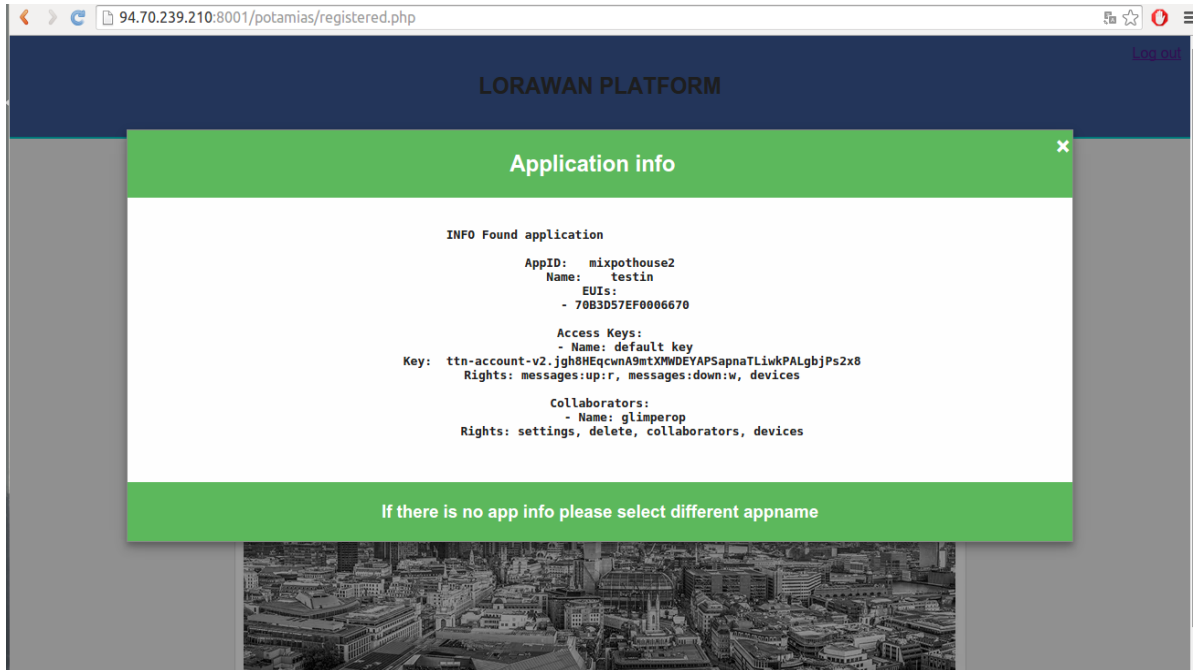 94.70.239.210:8001/potamias/registered.php
Log out
LORAWAN PLATFORM
Application info
×
INFO Found application
AppID: mixpothouse2
Name: testin
EUIs:
- 70B3D57EF0006670
Access Keys:
- Name: default key
Key: ttn-account-v2.jgh8HEqcwnA9mtXMWDEYAPSapnaTLiwkPALgbjPs2x8
Rights: messages:up:r, messages:down:w, devices
Collaborators:
- Name: glimperop
Rights: settings, delete, collaborators, devices
If there is no app info please select different appname